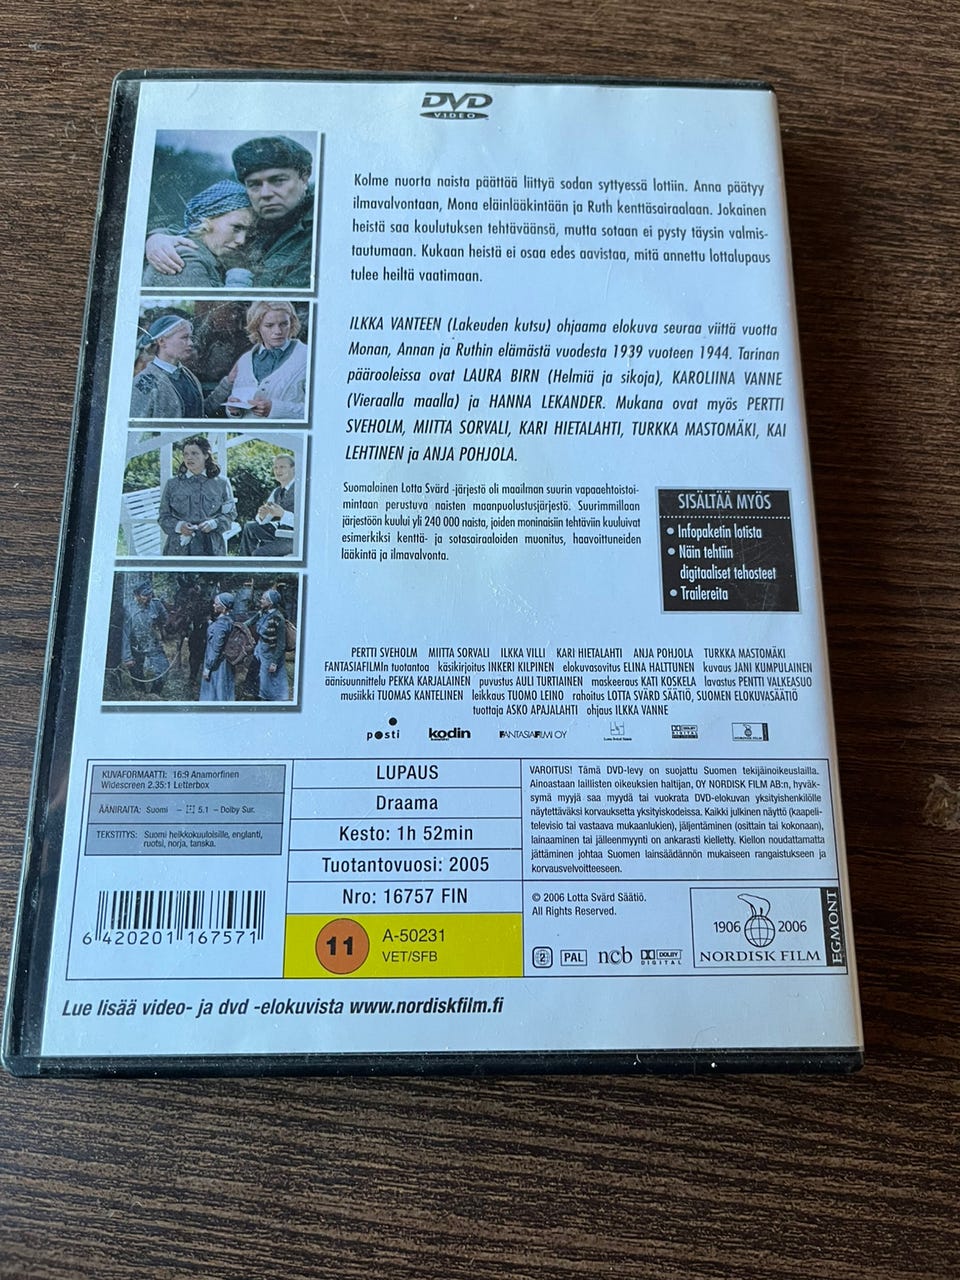 DVD
VIDEO
Kolme nuorta naista päättää liittyä sodan syttyessä lottiin. Anna päätyy
ilmavalvontaan, Mona eläinlääkintään ja Ruth kenttäsairaalaan. Jokainen
heistä saa koulutuksen tehtäväänsä, mutta sotaan ei pysty täysin valmis-
tautumaan. Kukaan heistä ei osaa edes aavistaa, mitä annettu lottalupaus
tulee heiltä vaatimaan.
ILKKA VANTEEN (Lakeuden kutsu) ohjaama elokuva seuraa viittä vuotta
Monan, Annan ja Ruthin elämästä vuodesta 1939 vuoteen 1944. Tarinan
päärooleissa ovat LAURA BIRN (Helmiä ja sikoja), KAROLIINA VANNE
(Vieraalla maalla) ja HANNA LEKANDER. Mukana ovat myös PERTTI
SVEHOLM, MIITTA SORVALI, KARI HIETALAHTI, TURKKA MASTOMÄKI, KAI
LEHTINEN ja ANJA POHJOLA.
Suomalainen Lotta Svärd -järjestö oli maailman suurin vapaaehtoistoi-
mintaan perustuva naisten maanpuolustusjärjestö. Suurimmillaan
järjestöön kuului yli 240 000 naista, joiden moninaisiin tehtäviin kuuluivat
esimerkiksi kenttä- ja sotasairaaloiden muonitus, haavoittuneiden
lääkintä ja ilmavalvonta.
SISÄLTÄÄ MYÖS
• Infopaketin lotista
• Näin tehtiin
digitaaliset tehosteet
• Trailereita
PERTTI SVEHOLM MIITTA SORVALI ILKKA VILLI KARI HIETALAHTI ANJA POHJOLA TURKKA MASTOMÄKI
FANTASIAFILMIn tuotantoa käsikirjoitus INKERI KILPINEN elokuvasovitus ELINA HALTTUNEN kuvaus JANI KUMPULAINEN
äänisuunnittelu PEKKA KARJALAINEN puvustus AULI TURTIAINEN maskeeraus KATI KOSKELA lavastus PENTTI VALKEASUO
musiikki TUOMAS KANTELINEN leikkaus TUOMO LEINO rahoitus LOTTA SVÄRD SÄÄTIÖ, SUOMEN ELOKUVASÄÄTIÖ
tuottaja ASKO APAJALAHTI ohjaus ILKKA VANNE
posti kodin FANTASIAFILMI OY
KUVAFORMAATTI: 16:9 Anamorfinen
Widescreen 2.35:1 Letterbox
ÄÄNIRAITA: Suomi – 5.1 – Dolby Sur.
TEKSTITYS: Suomi heikkokuuloisille, englanti,
ruotsi, norja, tanska.
6 420201 167571
LUPAUS
Draama
Kesto: 1h 52min
Tuotantovuosi: 2005
Nro: 16757 FIN
11
A-50231
VET/SFB
VAROITUS! Tämä DVD-levy on suojattu Suomen tekijäinoikeuslailla.
Ainoastaan laillisten oikeuksien haltijan, OY NORDISK FILM AB:n, hyväk-
symä myyjä saa myydä tai vuokrata DVD-elokuvan yksityishenkilölle
näytettäväksi korvauksetta yksityiskodeissa. Kaikki julkinen näyttö (kaapeli-
televisio tai vastaava mukaanlukien), jäljentäminen (osittain tai kokonaan),
lainaaminen tai jälleenmyynti on ankarasti kielletty. Kiellon noudattamatta
jättäminen johtaa Suomen lainsäädännön mukaiseen rangaistukseen ja
korvausvelvoitteeseen.
© 2006 Lotta Svärd Säätiö.
All Rights Reserved.
2 PAL ncb DOLBY
DIGITAL
1906 2006
NORDISK FILM
EGMONT
Lue lisää video- ja dvd -elokuvista www.nordiskfilm.fi